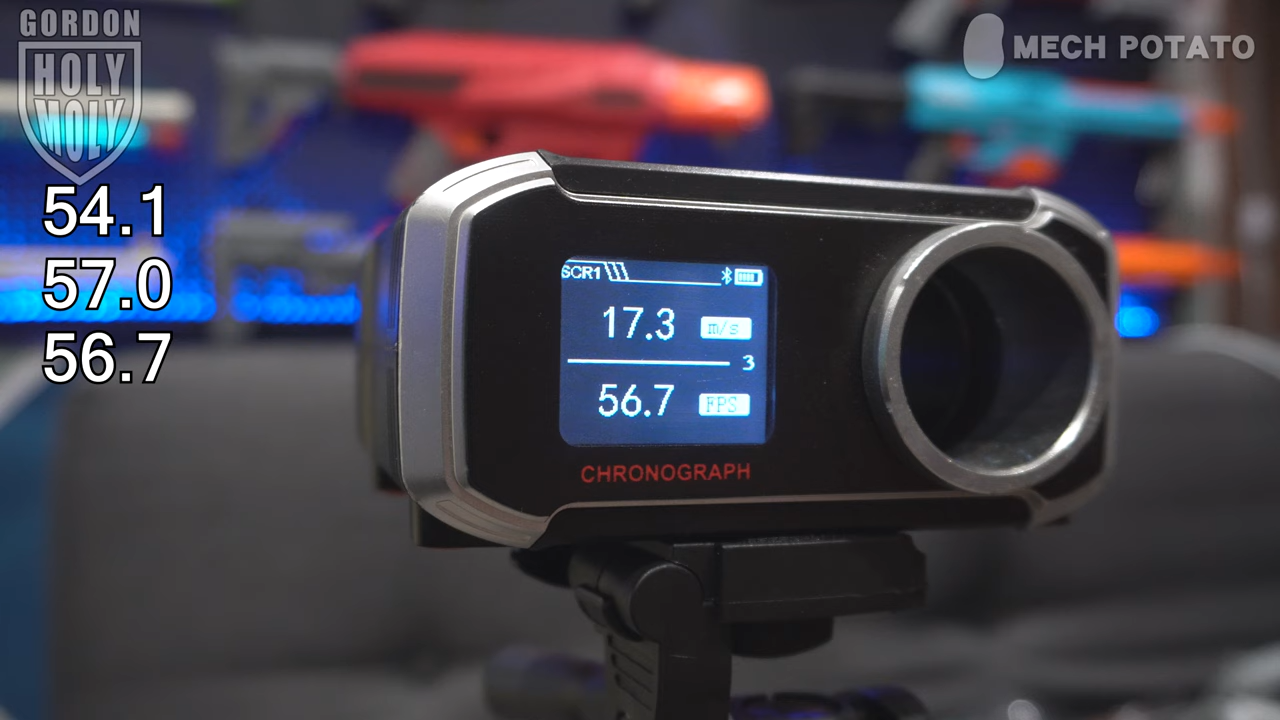 GORDON
HOLY
MOLY
MECH POTATO
54.1
57.0
56.7
SCR1
17.3 m/s
3
56.7 FPS
CHRONOGRAPH